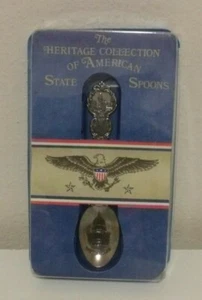 The
HERITAGE COLLECTION
OF AMERICAN
STATE SPOONS